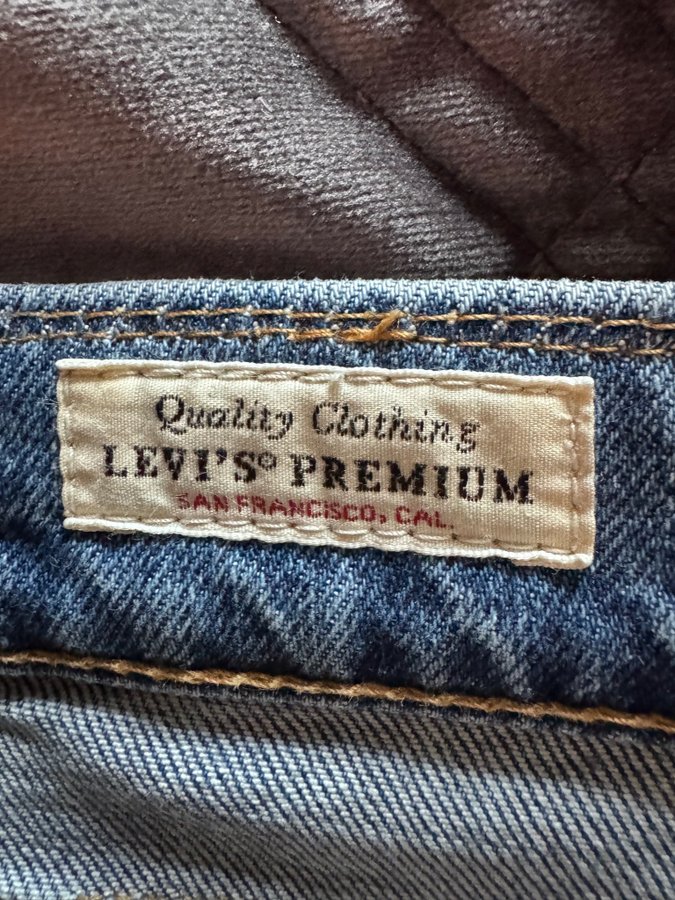 Quality Clothing
LEVI'S® PREMIUM
SAN FRANCISCO, CAL.